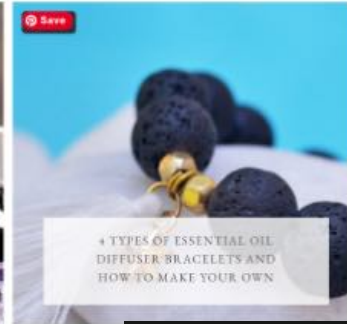 Save
4 TYPES OF ESSENTIAL OIL
DIFFUSER BRACELETS AND
HOW TO MAKE YOUR OWN